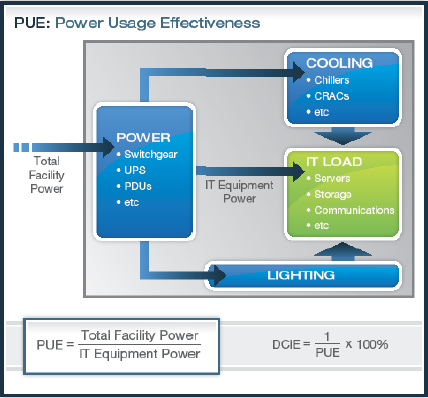 PUE: Power Usage Effectiveness
COOLING
• Chillers
• CRACs
• etc
POWER
• Switchgear
• UPS
• PDUs
• etc
Total
Facility
Power
IT Equipment
Power
IT LOAD
• Servers
• Storage
• Communications
• etc
LIGHTING
PUE = Total Facility Power / IT Equipment Power
DCIE = 1 / PUE x 100%